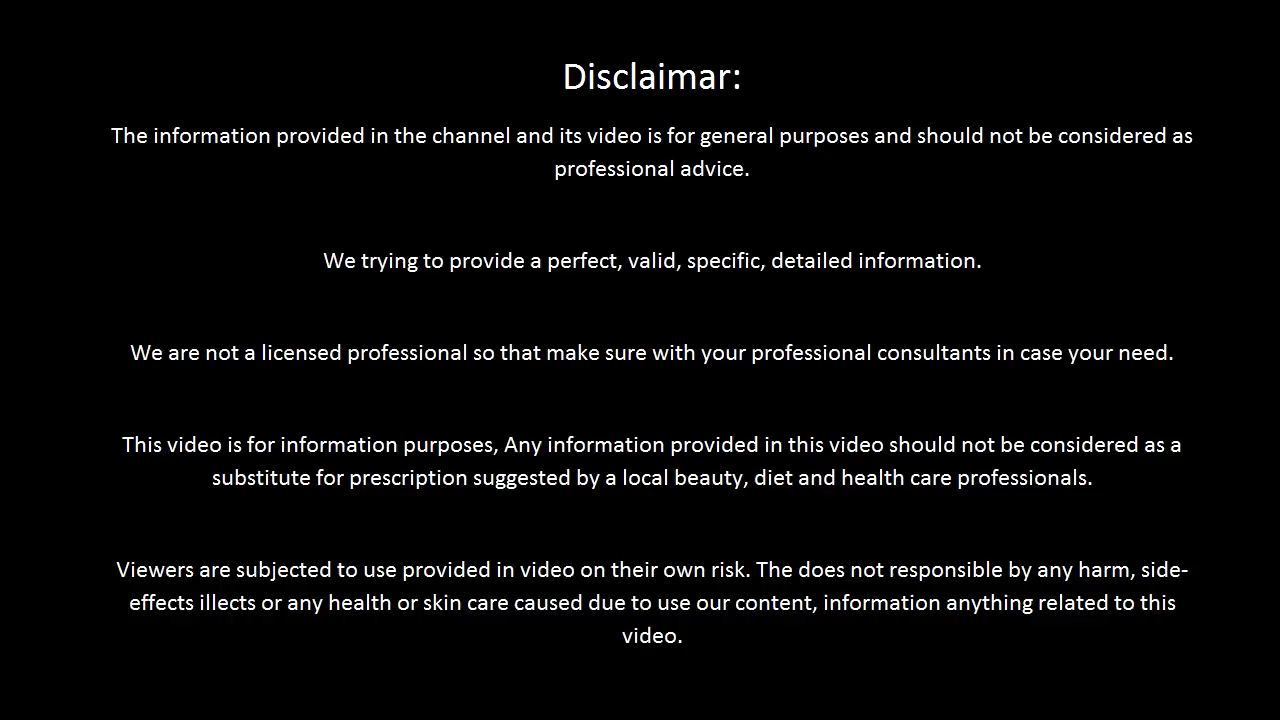 Disclaimar:
The information provided in the channel and its video is for general purposes and should not be considered as
professional advice.
We trying to provide a perfect, valid, specific, detailed information.
We are not a licensed professional so that make sure with your professional consultants in case your need.
This video is for information purposes, Any information provided in this video should not be considered as a
substitute for prescription suggested by a local beauty, diet and health care professionals.
Viewers are subjected to use provided in video on their own risk. The does not responsible by any harm, side-
effects illects or any health or skin care caused due to use our content, information anything related to this
video.